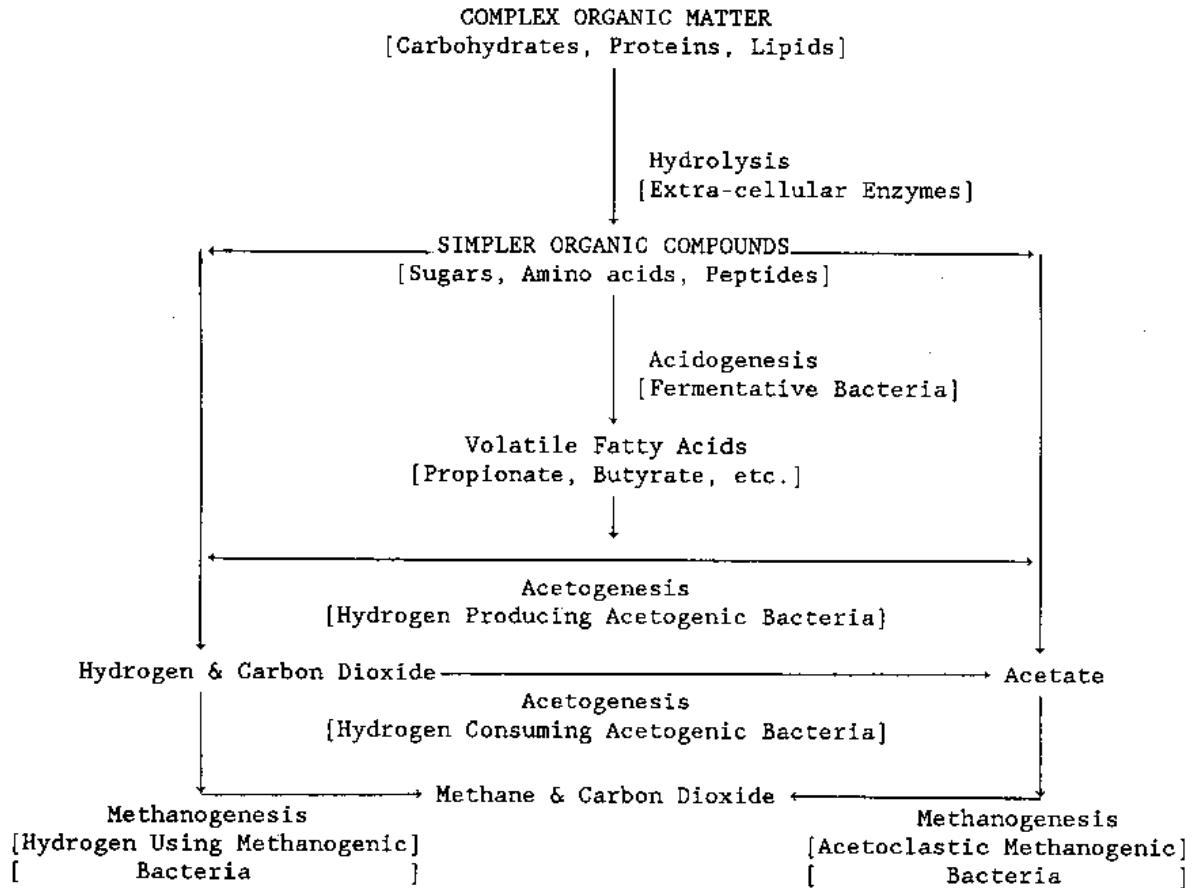 COMPLEX ORGANIC MATTER
[Carbohydrates, Proteins, Lipids]
Hydrolysis
[Extra-cellular Enzymes]
SIMPLER ORGANIC COMPOUNDS
[Sugars, Amino acids, Peptides]
Acidogenesis
[Fermentative Bacteria]
Volatile Fatty Acids
[Propionate, Butyrate, etc.]
Acetogenesis
[Hydrogen Producing Acetogenic Bacteria]
Hydrogen & Carbon Dioxide
Acetate
Acetogenesis
[Hydrogen Consuming Acetogenic Bacteria]
Methane & Carbon Dioxide
Methanogenesis
[Hydrogen Using Methanogenic]
[ Bacteria ]
Methanogenesis
[Acetoclastic Methanogenic]
[ Bacteria ]